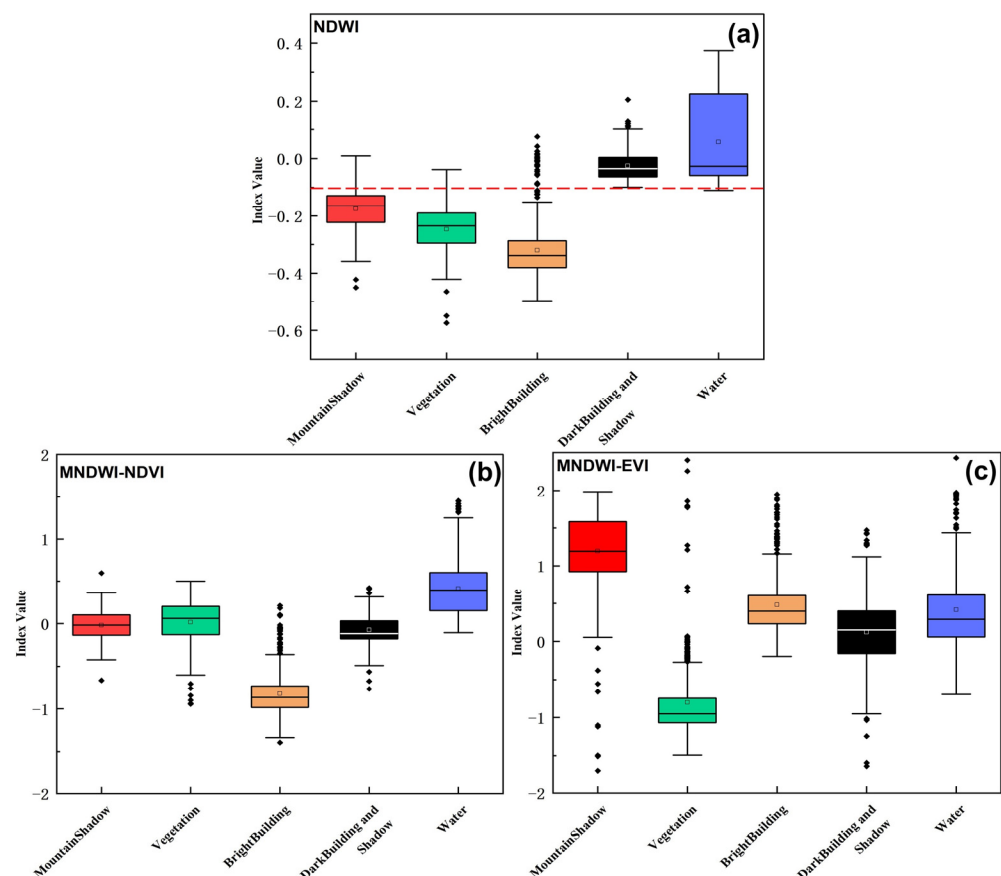 NDWI
(a)
0.4
0.2
0.0
-0.2
-0.4
-0.6
Index Value
MountainShadow
Vegetation
BrightBuilding
DarkBuilding and
Shadow
Water
MNDWI-NDVI
(b)
2
1
0
-1
-2
Index Value
MountainShadow
Vegetation
BrightBuilding
DarkBuilding and
Shadow
Water
MNDWI-EVI
(c)
2
1
0
-1
-2
Index Value
MountainShadow
Vegetation
BrightBuilding
DarkBuilding and
Shadow
Water